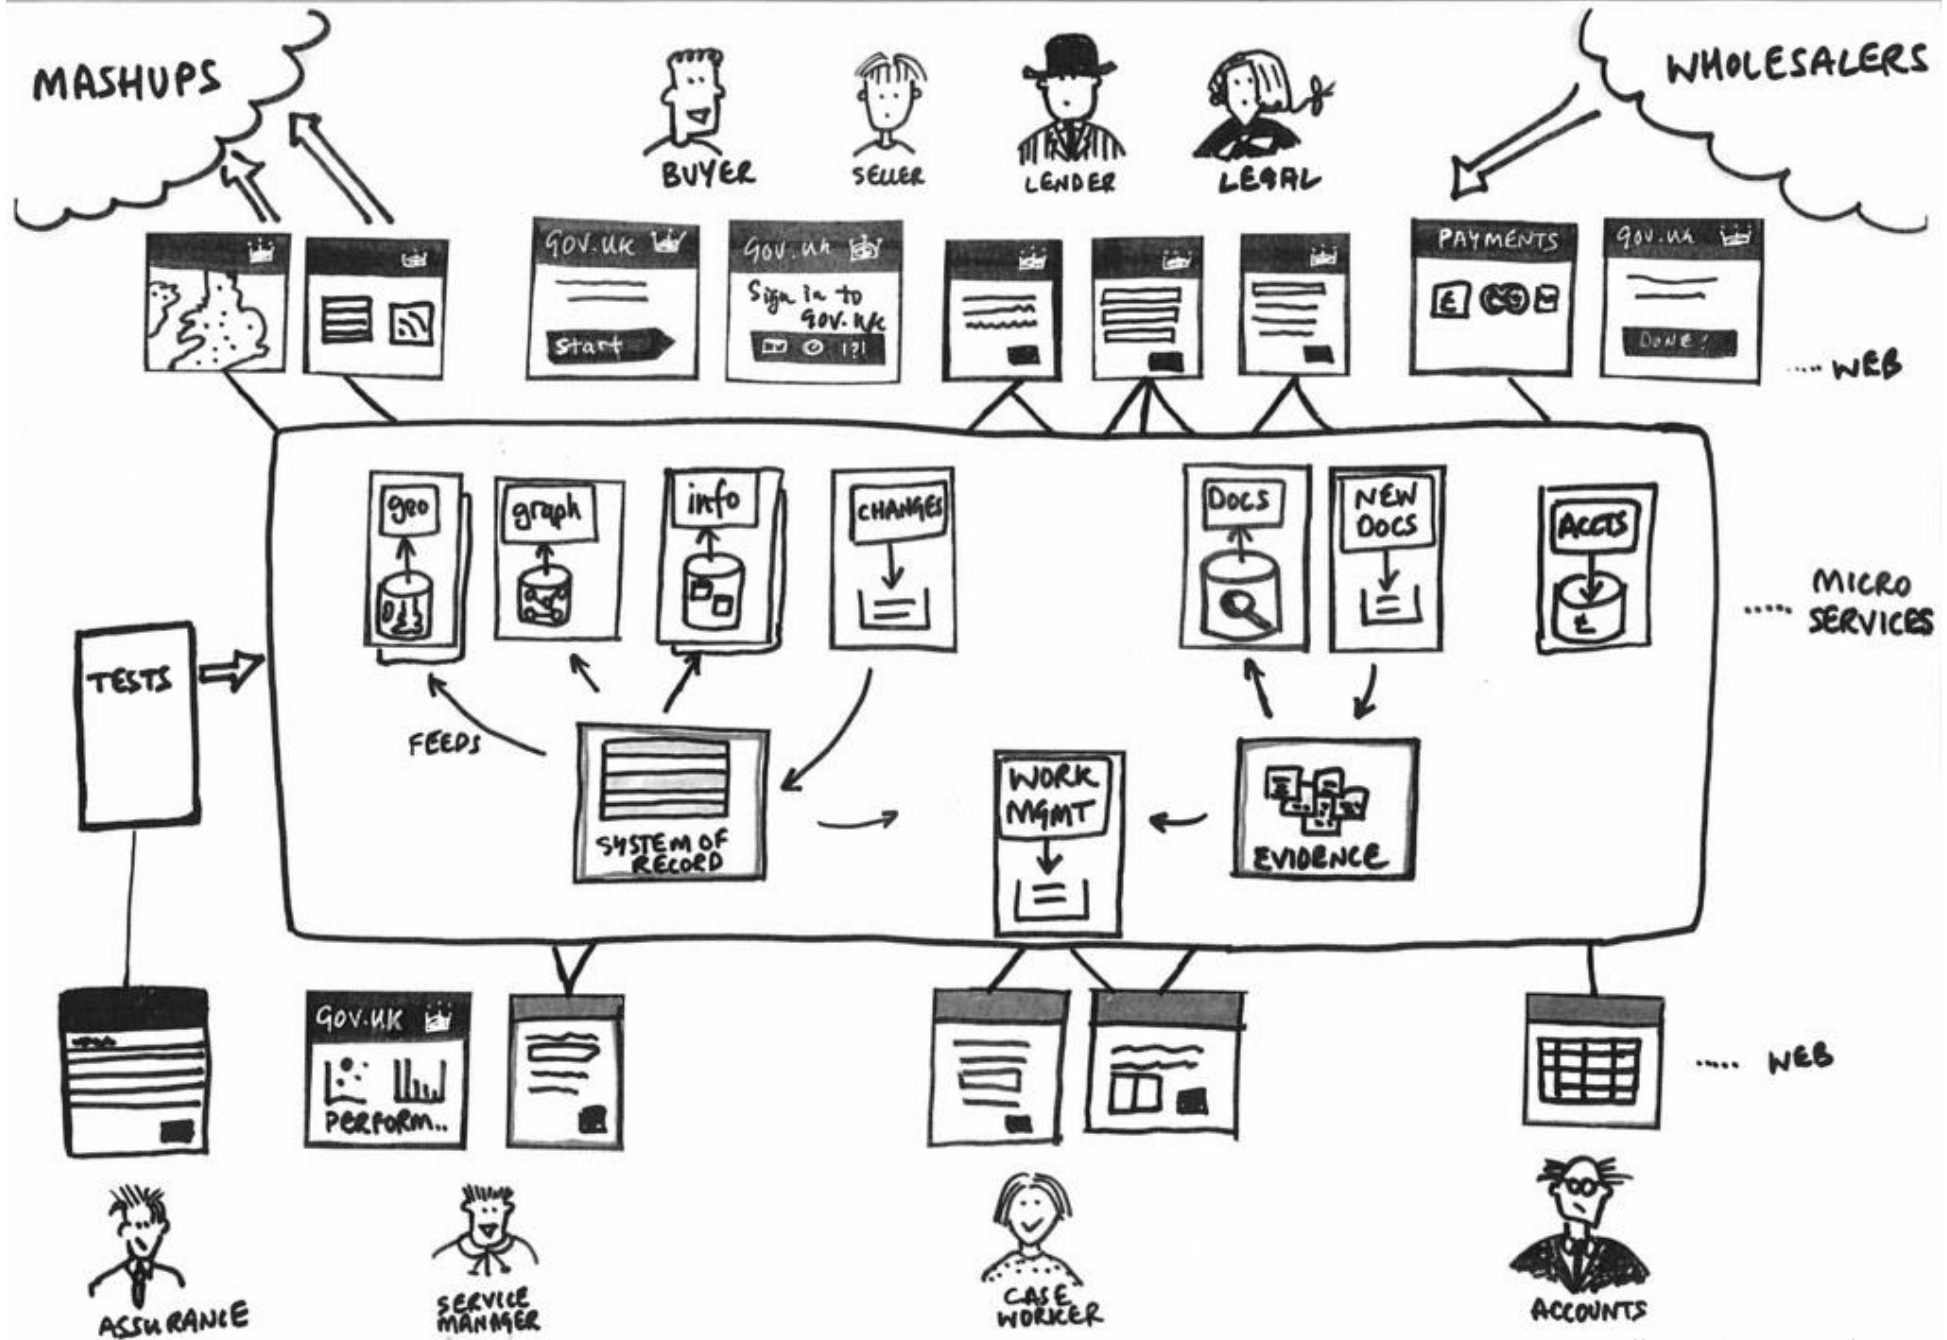 MASHUPS
WHOLESALERS
BUYER
SELLER
LENDER
LEGAL
GOV.UK
Start
GOV.UK
Sign in to
GOV.UK
1?!
PAYMENTS
£
GOV.UK
DONE!
..... WEB
geo
graph
info
CHANGES
DOCS
NEW
DOCS
ACCTS
£
..... MICRO
SERVICES
TESTS
FEEDS
SYSTEM OF
RECORD
WORK
MGMT
EVIDENCE
GOV.UK
PERFORM..
..... WEB
ASSURANCE
SERVICE
MANAGER
CASE
WORKER
ACCOUNTS